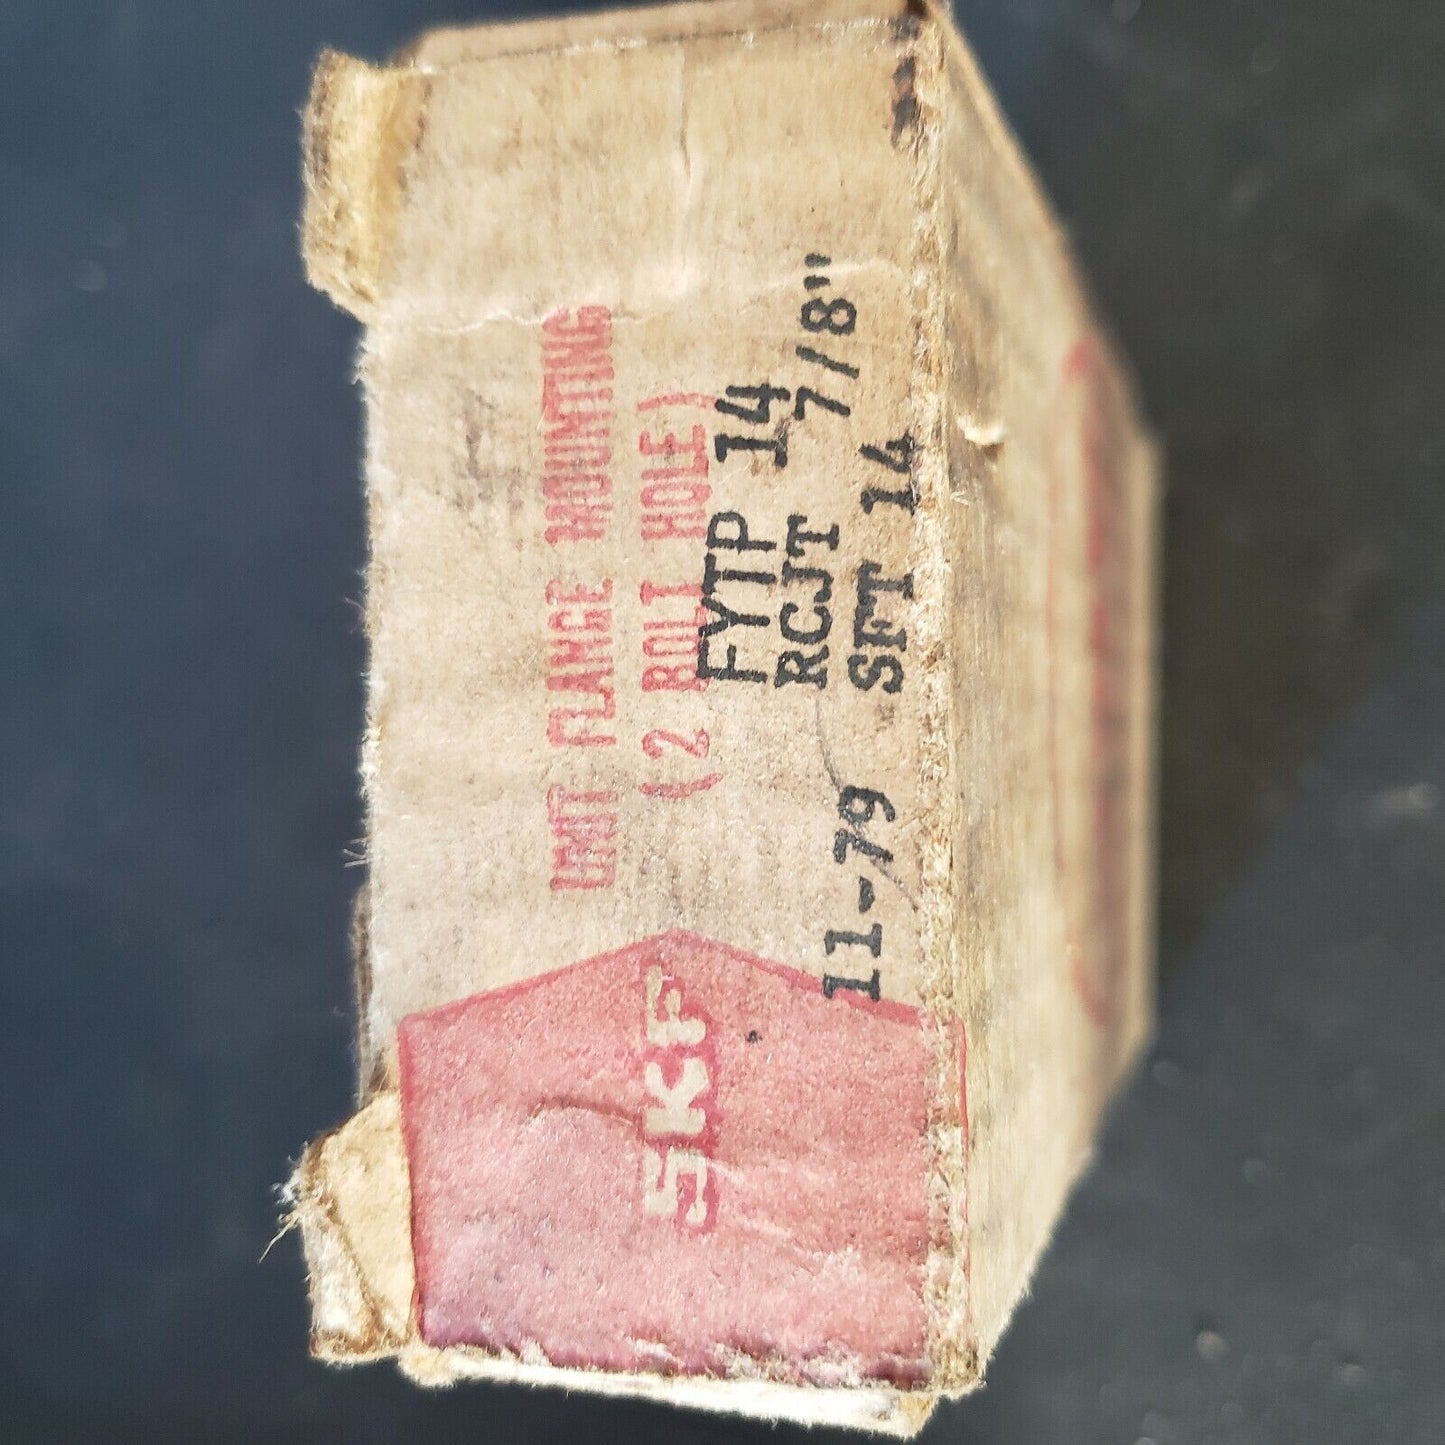 SKF
UNIT FLANGE MOUNTING
(2 BOLT HOLE)
FYTP 14
RCJT 7/8"
11-79 SFT 14